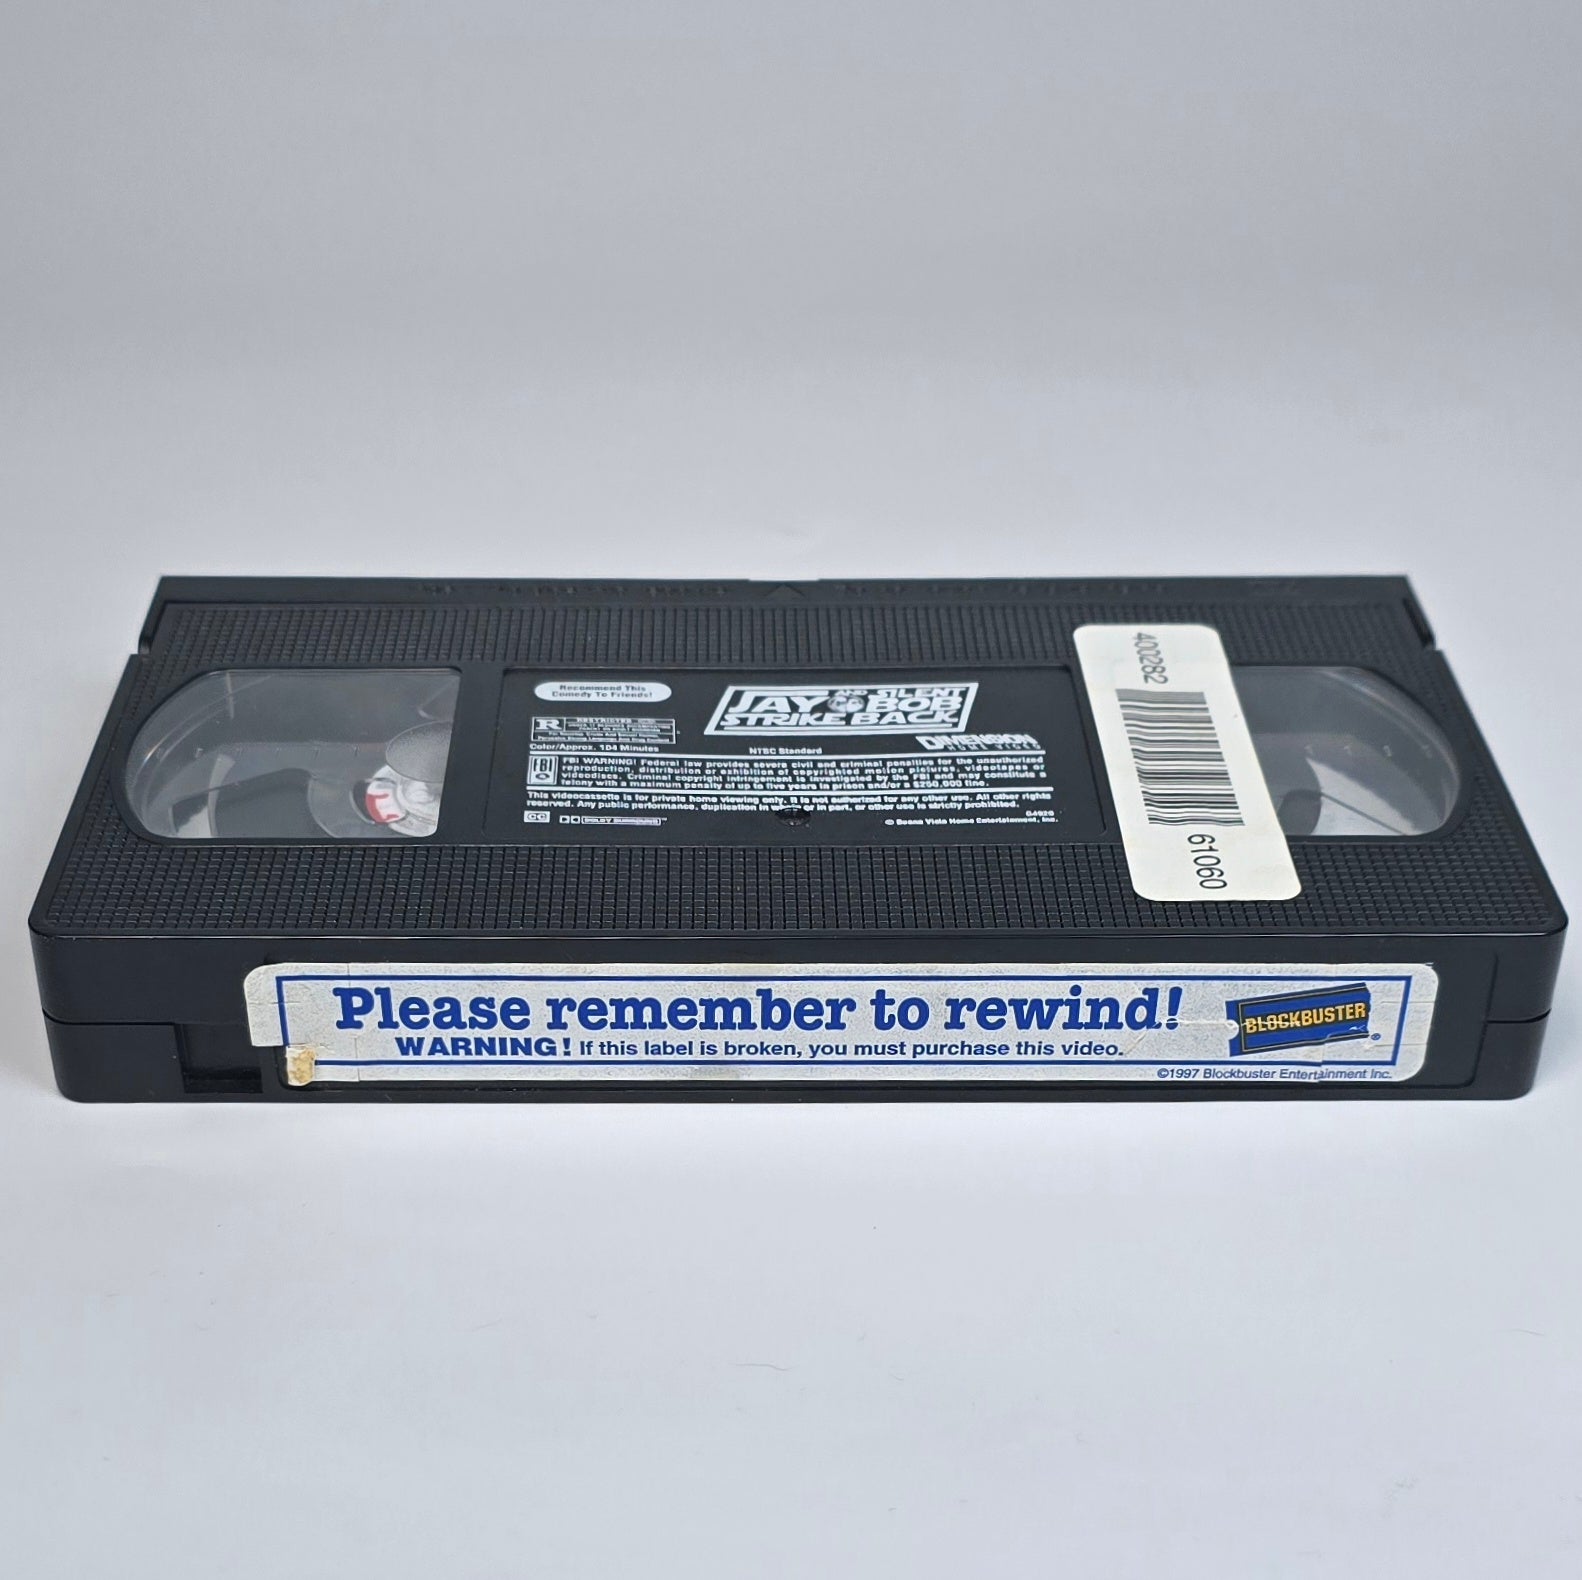 Recommend This
Comedy To Friends!
JAY AND SILENT BOB
STRIKE BACK
R RESTRICTED
Color/Approx. 104 Minutes
NTSC Standard
DIMENSION
HOME VIDEO
FBI
FBI WARNING! Federal law provides severe civil and criminal penalties for the unauthorized
reproduction, distribution or exhibition of copyrighted motion pictures, videotapes or
videodiscs. Criminal copyright infringement is investigated by the FBI and may constitute a
felony with a maximum penalty of up to five years in prison and/or a $250,000 fine.
This videocassette is for private home viewing only. It is not authorized for any other use. All other rights
reserved. Any public performance, duplication in whole or in part, or other use is strictly prohibited.
CC
DOLBY SURROUND™
© Buena Vista Home Entertainment, Inc.
400282
61060
Please remember to rewind!
WARNING! If this label is broken, you must purchase this video.
BLOCKBUSTER®
©1997 Blockbuster Entertainment Inc.